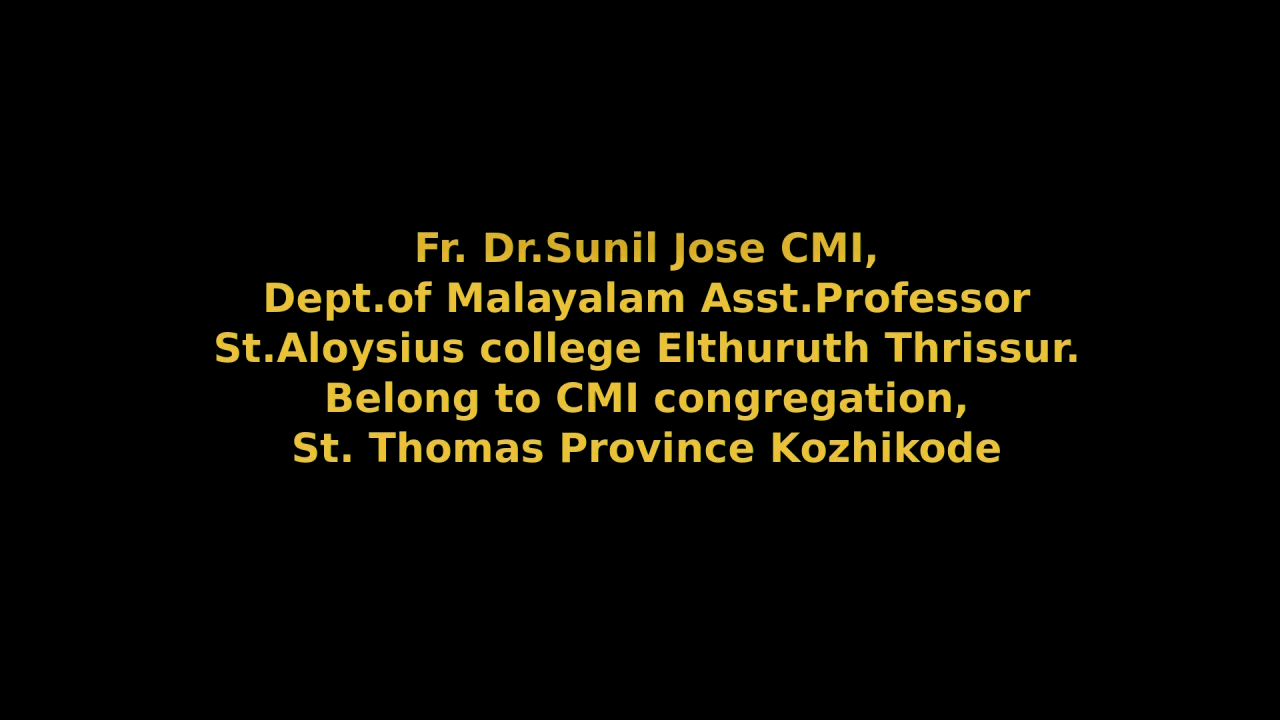 Fr. Dr.Sunil Jose CMI,
Dept.of Malayalam Asst.Professor
St.Aloysius college Elthuruth Thrissur.
Belong to CMI congregation,
St. Thomas Province Kozhikode